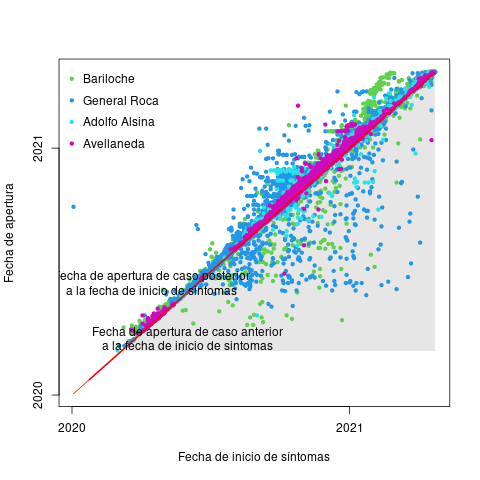 Bariloche
General Roca
Adolfo Alsina
Avellaneda
echa de apertura de caso posterior
a la fecha de inicio de síntomas
Fecha de apertura de caso anterior
a la fecha de inicio de sintomas
Fecha de apertura
2021
2020
2020
2021
Fecha de inicio de síntomas